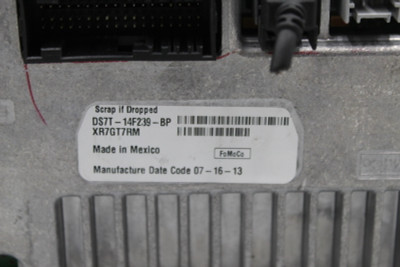 Scrap if Dropped
DS7T-14F239-BP
XR7GT7RM
Made in Mexico
FoMoCo
Manufacture Date Code 07-16-13